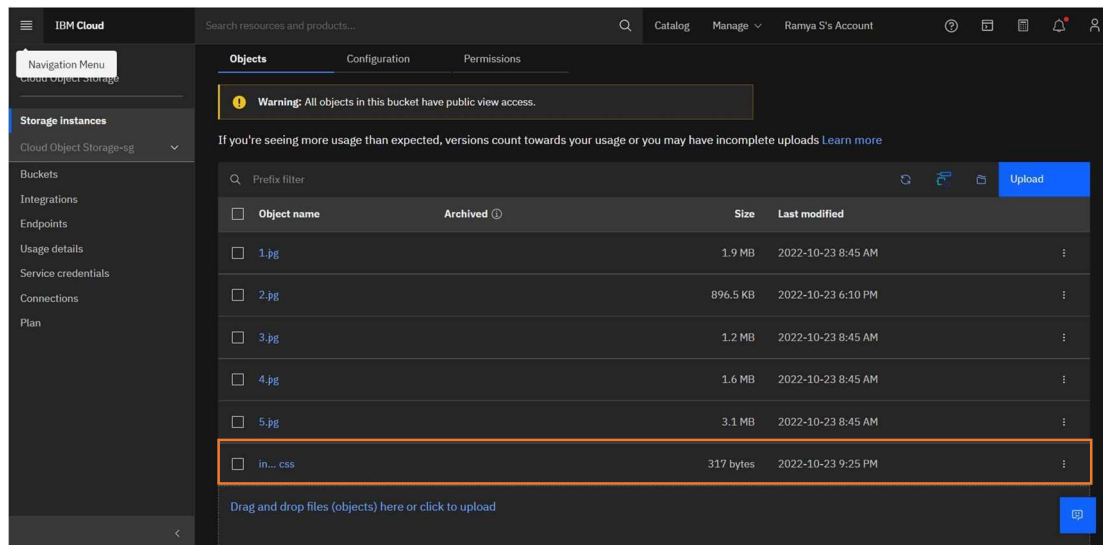 IBM Cloud
Search resources and products...
Catalog
Manage
Ramya S's Account
Navigation Menu
Cloud Object Storage
Storage instances
Cloud Object Storage-sg
Buckets
Integrations
Endpoints
Usage details
Service credentials
Connections
Plan
Objects
Configuration
Permissions
Warning: All objects in this bucket have public view access.
If you're seeing more usage than expected, versions count towards your usage or you may have incomplete uploads Learn more
Prefix filter
Upload
Object name Archived Size Last modified
1.jpg 1.9 MB 2022-10-23 8:45 AM
2.jpg 896.5 KB 2022-10-23 6:10 PM
3.jpg 1.2 MB 2022-10-23 8:45 AM
4.jpg 1.6 MB 2022-10-23 8:45 AM
5.jpg 3.1 MB 2022-10-23 8:45 AM
in... css 317 bytes 2022-10-23 9:25 PM
Drag and drop files (objects) here or click to upload